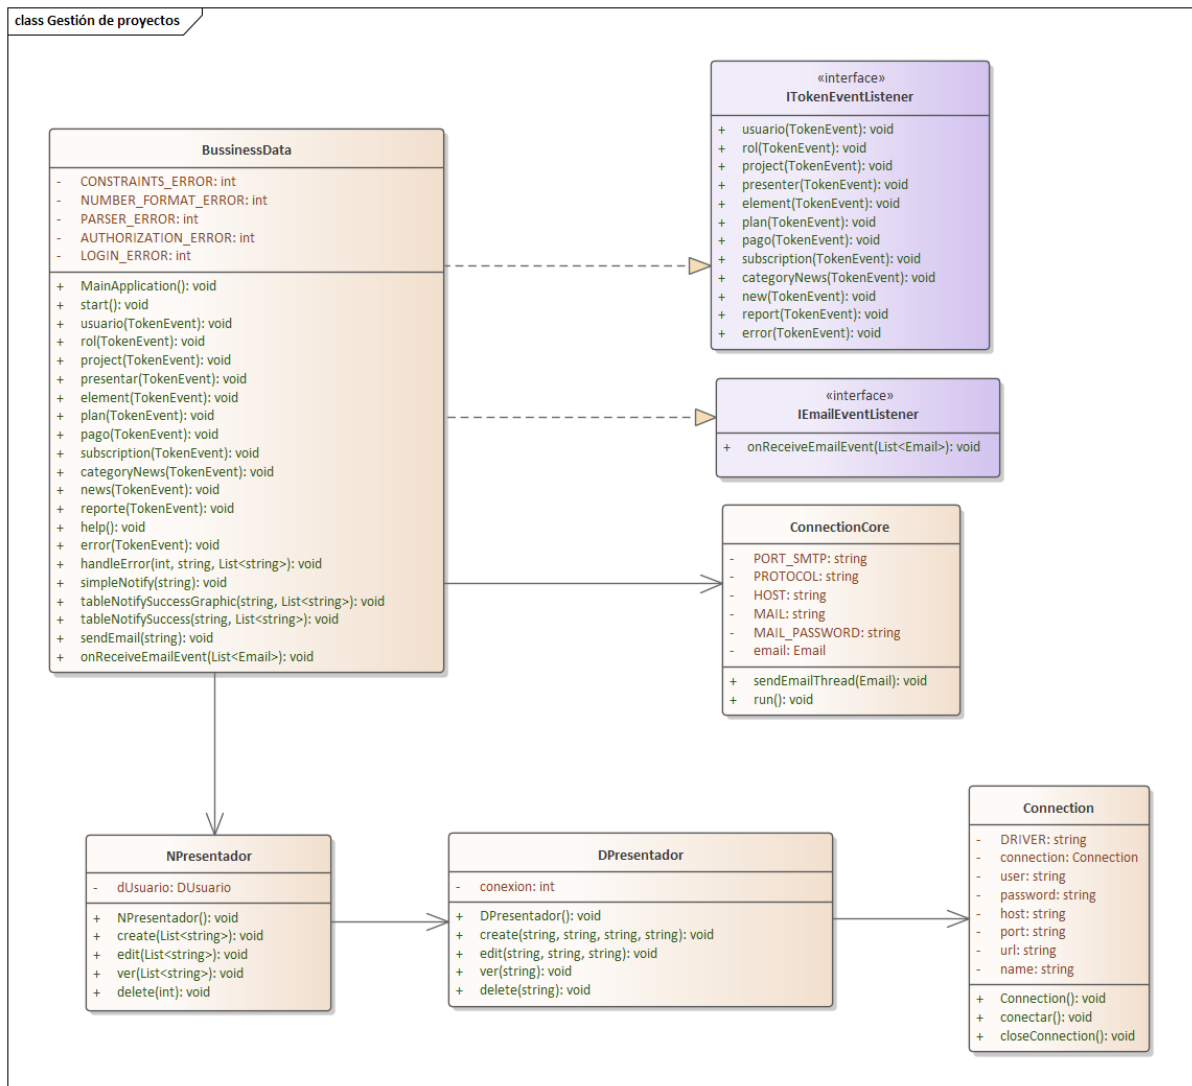 class Gestión de proyectos
«interface»
ITokenEventListener
+ usuario(TokenEvent): void
+ rol(TokenEvent): void
+ project(TokenEvent): void
+ presenter(TokenEvent): void
+ element(TokenEvent): void
+ plan(TokenEvent): void
+ pago(TokenEvent): void
+ subscription(TokenEvent): void
+ categoryNews(TokenEvent): void
+ new(TokenEvent): void
+ report(TokenEvent): void
+ error(TokenEvent): void
BussinessData
- CONSTRAINTS_ERROR: int
- NUMBER_FORMAT_ERROR: int
- PARSER_ERROR: int
- AUTHORIZATION_ERROR: int
- LOGIN_ERROR: int
+ MainApplication(): void
+ start(): void
+ usuario(TokenEvent): void
+ rol(TokenEvent): void
+ project(TokenEvent): void
+ presentar(TokenEvent): void
+ element(TokenEvent): void
+ plan(TokenEvent): void
+ pago(TokenEvent): void
+ subscription(TokenEvent): void
+ categoryNews(TokenEvent): void
+ news(TokenEvent): void
+ reporte(TokenEvent): void
+ help(): void
+ error(TokenEvent): void
+ handleError(int, string, List<string>): void
+ simpleNotify(string): void
+ tableNotifySuccessGraphic(string, List<string>): void
+ tableNotifySuccess(string, List<string>): void
+ sendEmail(string): void
+ onReceiveEmailEvent(List<Email>): void
«interface»
IEmailEventListener
+ onReceiveEmailEvent(List<Email>): void
ConnectionCore
- PORT_SMTP: string
- PROTOCOL: string
- HOST: string
- MAIL: string
- MAIL_PASSWORD: string
- email: Email
+ sendEmailThread(Email): void
+ run(): void
NPresentador
- dUsuario: DUsuario
+ NPresentador(): void
+ create(List<string>): void
+ edit(List<string>): void
+ ver(List<string>): void
+ delete(int): void
DPresentador
- conexion: int
+ DPresentador(): void
+ create(string, string, string, string): void
+ edit(string, string, string): void
+ ver(string): void
+ delete(string): void
Connection
- DRIVER: string
- connection: Connection
- user: string
- password: string
- host: string
- port: string
- url: string
- name: string
+ Connection(): void
+ conectar(): void
+ closeConnection(): void